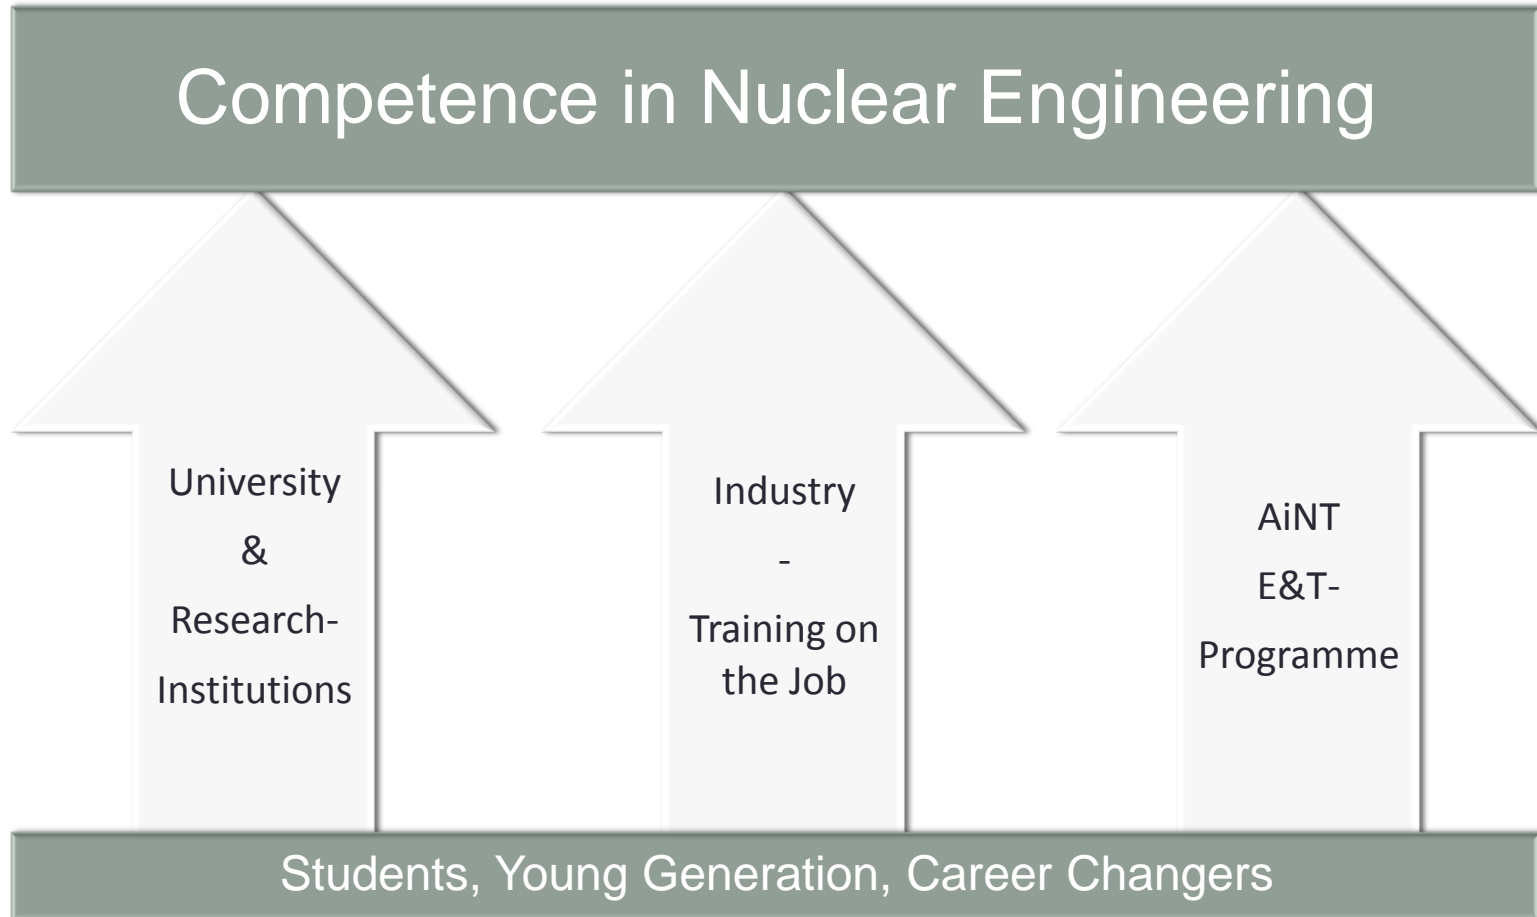 Competence in Nuclear Engineering
University
&
Research-
Institutions
Industry
-
Training on
the Job
AiNT
E&T-
Programme
Students, Young Generation, Career Changers